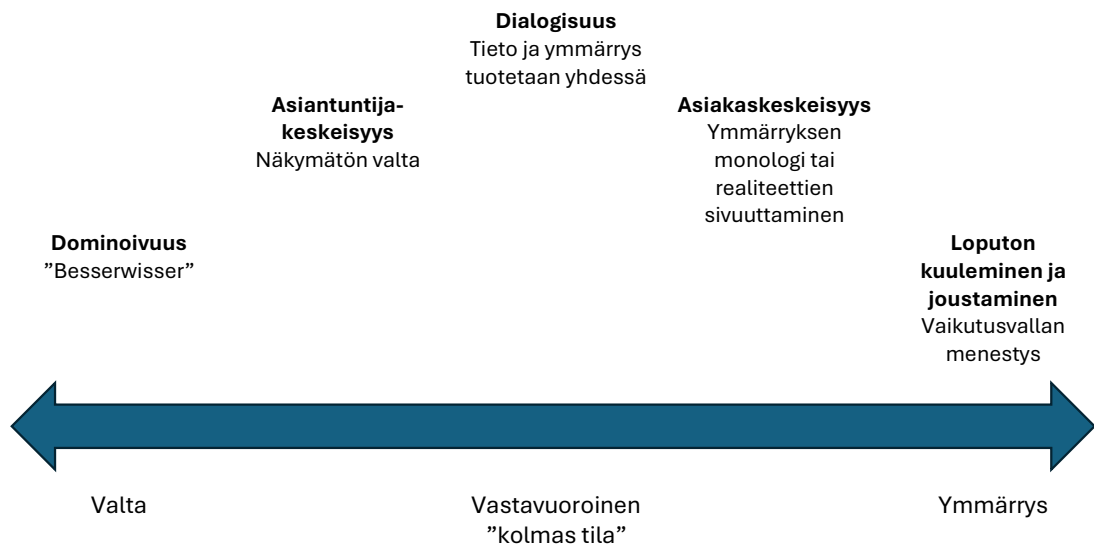 Dialogisuus
Tieto ja ymmärrys
tuotetaan yhdessä
Asiantuntija-
keskeisyys
Näkymätön valta
Asiakaskeskeisyys
Ymmärryksen
monologi tai
realiteettien
sivuuttaminen
Dominoivuus
”Besserwisser”
Loputon
kuuleminen ja
joustaminen
Vaikutusvallan
menestys
Valta
Vastavuoroinen
”kolmas tila”
Ymmärrys